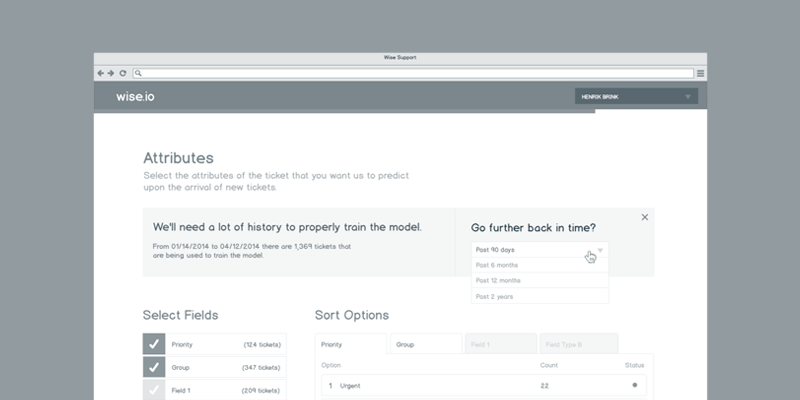 Wise Support
wise.io
HENRIK BRINK
Attributes
Select the attributes of the ticket that you want us to predict
upon the arrival of new tickets.
We'll need a lot of history to properly train the model.
From 01/14/2014 to 04/12/2014 there are 1,369 tickets that
are being used to train the model.
Go further back in time?
Past 90 days
Past 6 months
Past 12 months
Past 2 years
Select Fields
Priority (124 tickets)
Group (347 tickets)
Field 1 (209 tickets)
Sort Options
Priority Group Field 1 Field Type B
Option Count Status
1 Urgent 22